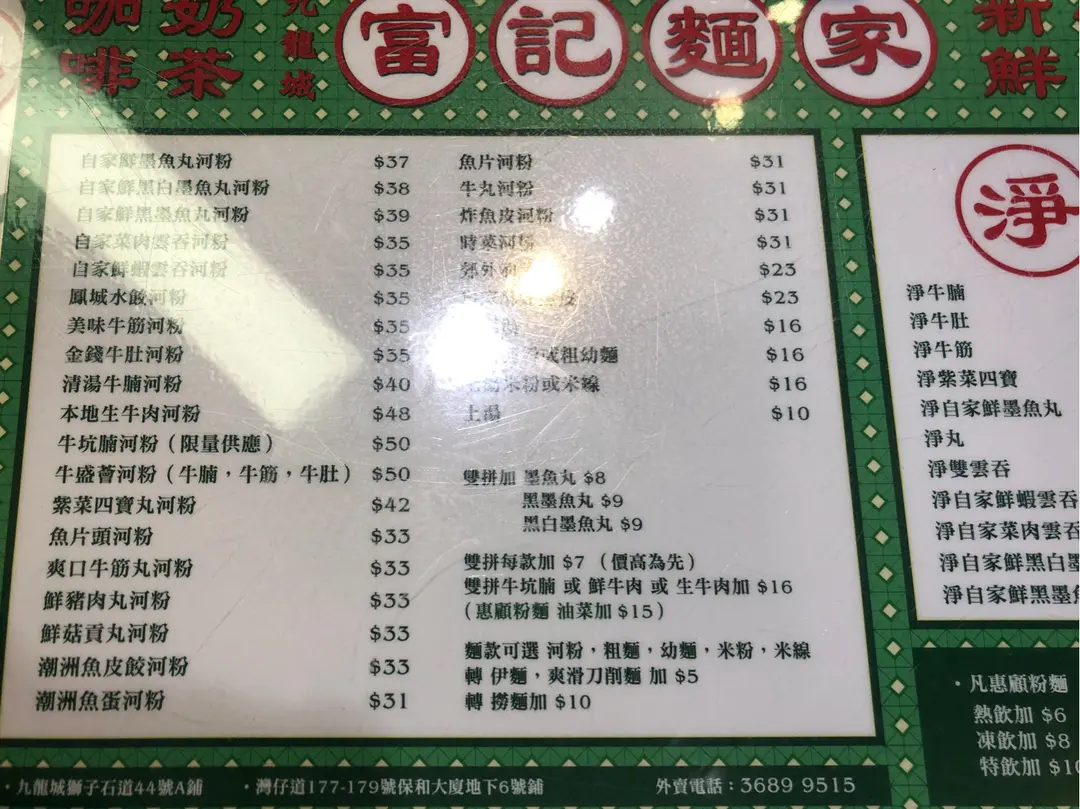 咖啡
奶茶
九龍城
富記麵家
新鮮
自家鮮墨魚丸河粉 $37
自家鮮黑白墨魚丸河粉 $38
自家鮮黑墨魚丸河粉 $39
自家菜肉雲吞河粉 $35
自家鮮蝦雲吞河粉 $35
鳳城水餃河粉 $35
美味牛筋河粉 $35
金錢牛肚河粉 $35
清湯牛腩河粉 $40
本地生牛肉河粉 $48
牛坑腩河粉（限量供應） $50
牛盛薈河粉（牛腩，牛筋，牛肚） $50
紫菜四寶丸河粉 $42
魚片頭河粉 $33
爽口牛筋丸河粉 $33
鮮豬肉丸河粉 $33
鮮菇貢丸河粉 $33
潮洲魚皮餃河粉 $33
潮洲魚蛋河粉 $31
魚片河粉 $31
牛丸河粉 $31
炸魚皮河粉 $31
時菜河粉 $31
郊外油 $23
$23
$16
或粗幼麵 $16
米粉或米線 $16
上湯 $10
雙拼加 墨魚丸 $8
黑墨魚丸 $9
黑白墨魚丸 $9
雙拼每款加 $7（價高為先）
雙拼牛坑腩 或 鮮牛肉 或 生牛肉加 $16
（惠顧粉麵 油菜加 $15）
麵款可選 河粉，粗麵，幼麵，米粉，米線
轉 伊麵，爽滑刀削麵 加 $5
轉 撈麵加 $10
淨
淨牛腩
淨牛肚
淨牛筋
淨紫菜四寶
淨自家鮮墨魚丸
淨丸
淨雙雲吞
淨自家鮮蝦雲吞
淨自家菜肉雲吞
淨自家鮮黑白墨
淨自家鮮黑墨魚
・凡惠顧粉麵
熱飲加 $6
凍飲加 $8
特飲加 $10
・九龍城獅子石道44號A鋪 ・灣仔道177-179號保和大廈地下6號鋪 外賣電話：3689 9515